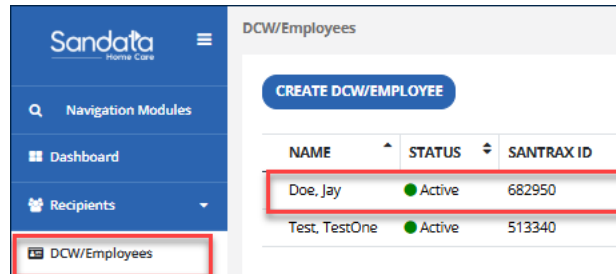 Sandata
Home Care
DCW/Employees
Navigation Modules
Dashboard
Recipients
DCW/Employees
CREATE DCW/EMPLOYEE
NAME STATUS SANTRAX ID
Doe, Jay Active 682950
Test, TestOne Active 513340